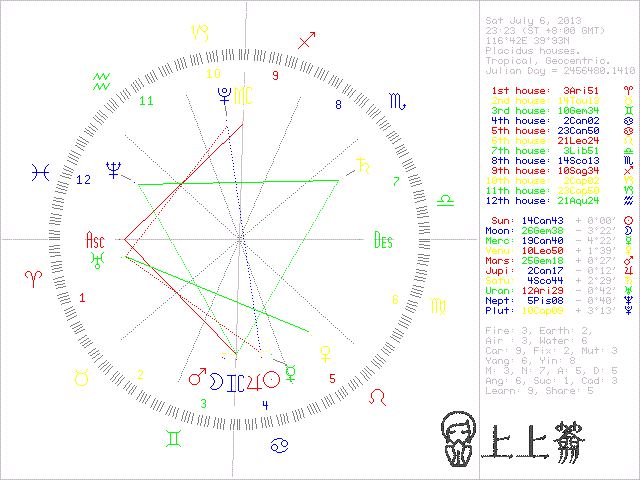 Sat July 6, 2013
23:23 (ST +8:00 GMT)
116°42E 39°93N
Placidus houses.
Tropical, Geocentric.
Julian Day = 2456480.1410
1st house: 3Ari51
2nd house: 14Tau13
3rd house: 10Gem34
4th house: 2Can02
5th house: 23Can50
6th house: 21Leo24
7th house: 3Lib51
8th house: 14Sco13
9th house: 10Sag34
10th house: 2Cap02
11th house: 23Cap50
12th house: 21Aqu24
Sun: 14Can43 + 0°00'
Moon: 26Gem38 - 3°22'
Merc: 19Can40 - 4°22'
Venu: 10Leo50 + 1°39'
Mars: 25Gem58 + 0°27'
Jupi: 2Can17 - 0°12'
Satu: 4Sco44 + 2°29'
Uran: 12Ari29 - 0°40'
Nept: 5Pis08 - 0°40'
Plut: 10Cap03 + 3°13'
Fire: 3, Earth: 2,
Air : 3, Water: 6
Car: 9, Fix: 2, Mut: 3
Yang: 6, Yin: 8
M: 3, N: 7, A: 5, D: 5
Ang: 6, Suc: 1, Cad: 3
Learn: 9, Share: 5
10
9
11
8
12
7
Asc
Des
1
6
2
5
3
4
上上簽